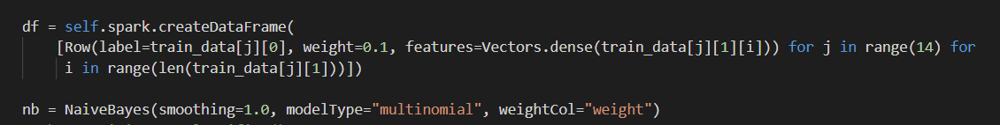 df = self.spark.createDataFrame(
[Row(label=train_data[j][0], weight=0.1, features=Vectors.dense(train_data[j][1][i])) for j in range(14) for
i in range(len(train_data[j][1]))])
nb = NaiveBayes(smoothing=1.0, modelType="multinomial", weightCol="weight")